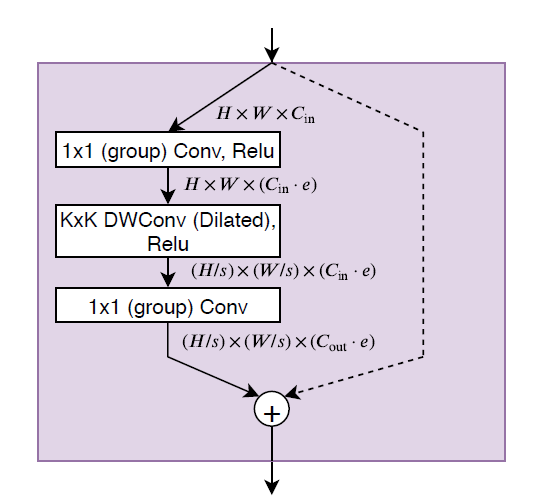 H × W × C_in
1x1 (group) Conv, Relu
H × W × (C_in · e)
KxK DWConv (Dilated),
Relu
(H/s) × (W/s) × (C_in · e)
1x1 (group) Conv
(H/s) × (W/s) × (C_out · e)
+